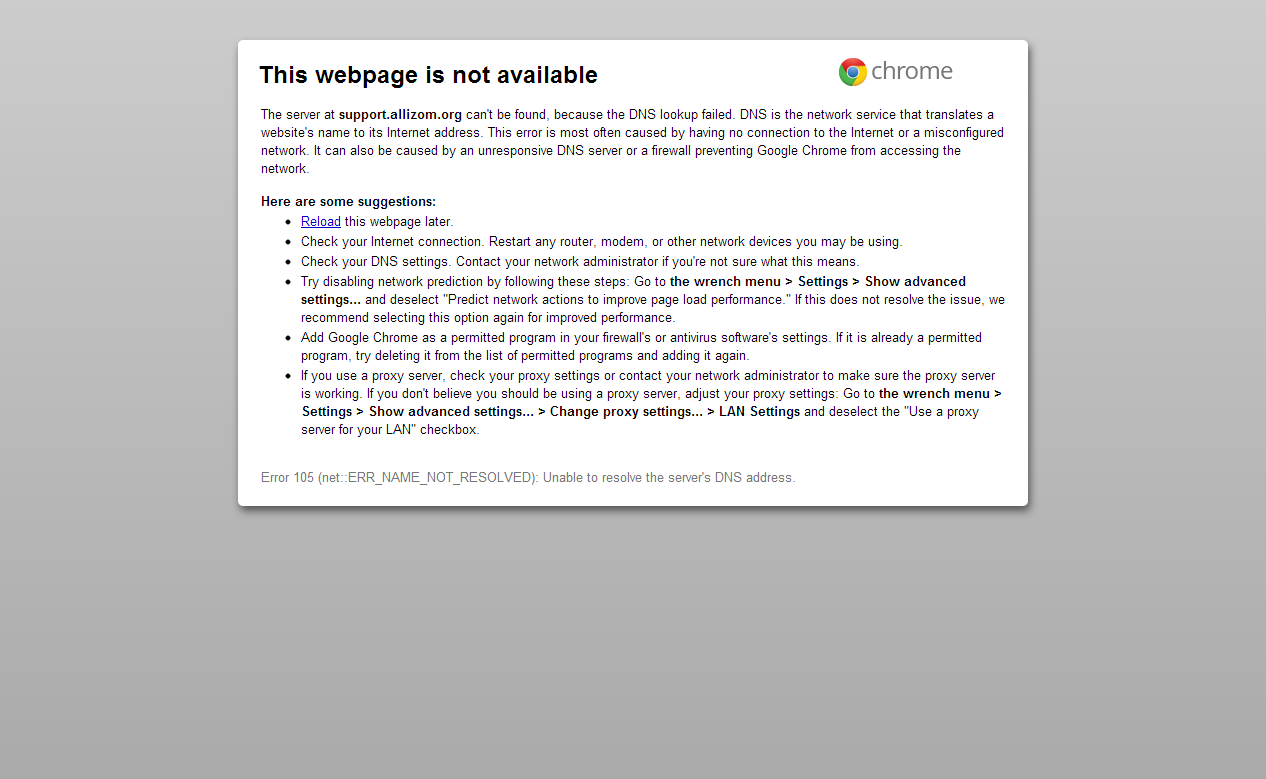 This webpage is not available
chrome
The server at support.allizom.org can't be found, because the DNS lookup failed. DNS is the network service that translates a
website's name to its Internet address. This error is most often caused by having no connection to the Internet or a misconfigured
network. It can also be caused by an unresponsive DNS server or a firewall preventing Google Chrome from accessing the
network.
Here are some suggestions:
• Reload this webpage later.
• Check your Internet connection. Restart any router, modem, or other network devices you may be using.
• Check your DNS settings. Contact your network administrator if you're not sure what this means.
• Try disabling network prediction by following these steps: Go to the wrench menu > Settings > Show advanced
settings... and deselect "Predict network actions to improve page load performance." If this does not resolve the issue, we
recommend selecting this option again for improved performance.
• Add Google Chrome as a permitted program in your firewall's or antivirus software's settings. If it is already a permitted
program, try deleting it from the list of permitted programs and adding it again.
• If you use a proxy server, check your proxy settings or contact your network administrator to make sure the proxy server
is working. If you don't believe you should be using a proxy server, adjust your proxy settings: Go to the wrench menu >
Settings > Show advanced settings... > Change proxy settings... > LAN Settings and deselect the "Use a proxy
server for your LAN" checkbox.
Error 105 (net::ERR_NAME_NOT_RESOLVED): Unable to resolve the server's DNS address.